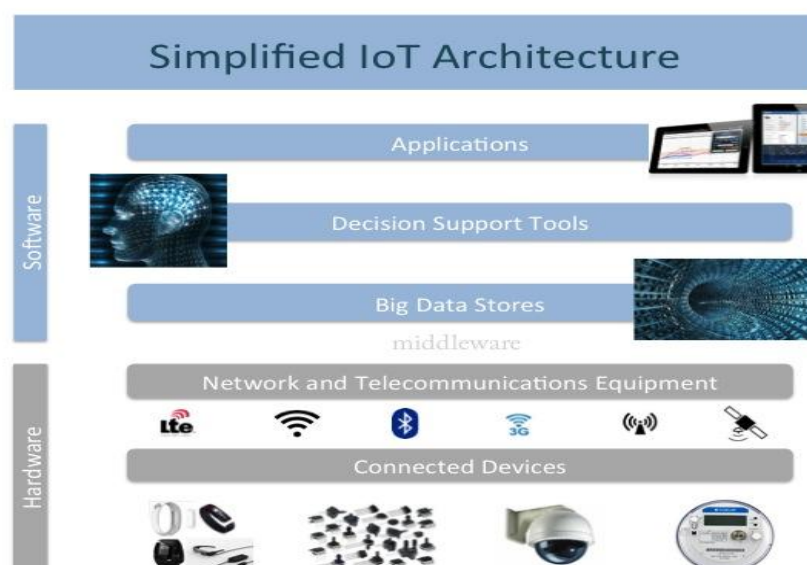 Simplified IoT Architecture
Software
Applications
Decision Support Tools
Big Data Stores
middleware
Hardware
Network and Telecommunications Equipment
Lte
3G
Connected Devices